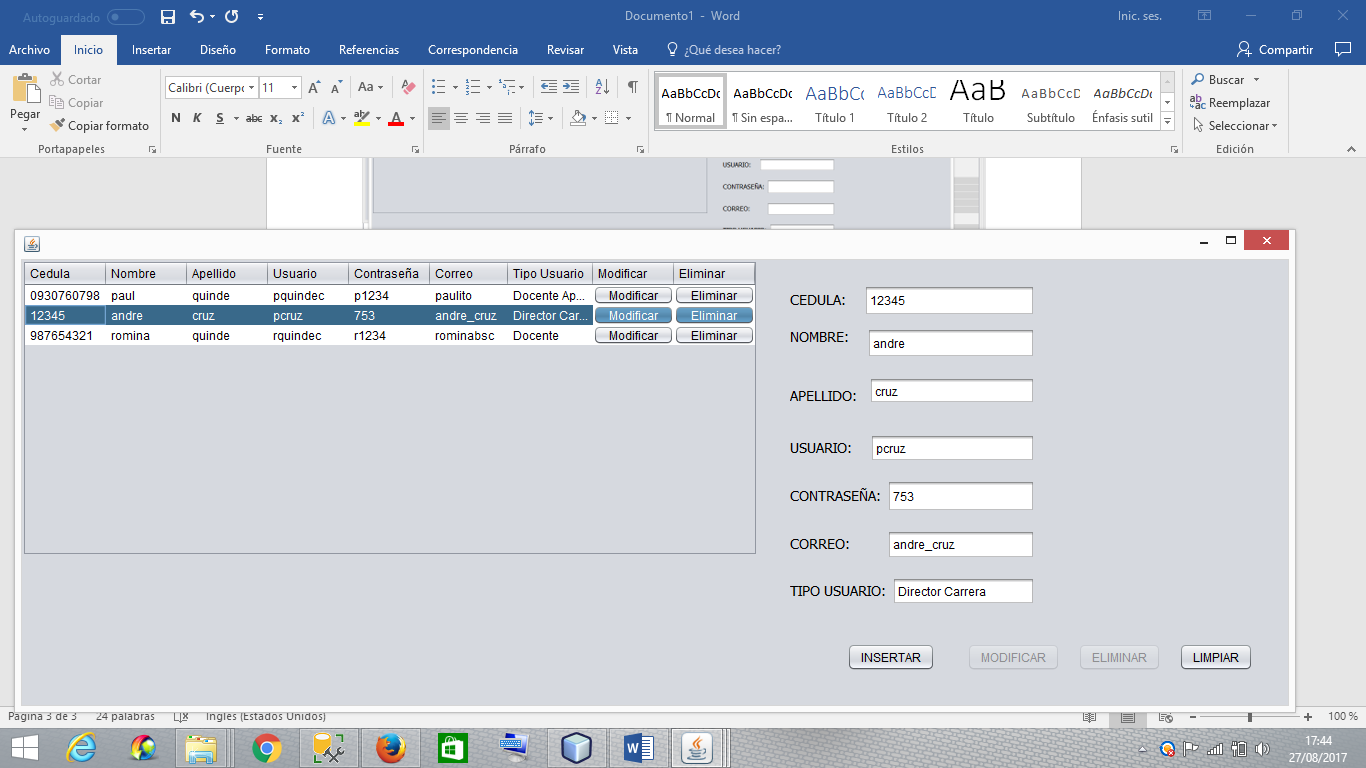 Autoguardado
Documento1 - Word
Inic. ses.
Archivo Inicio Insertar Diseño Formato Referencias Correspondencia Revisar Vista ¿Qué desea hacer? Compartir
Pegar
Cortar
Copiar
Copiar formato
Portapapeles
Calibri (Cuerpo 11
N K S abc x₂ x²
Fuente
Párrafo
AaBbCcDc AaBbCcDc AaBbCc AaBbCcD AaB AaBbCcD AaBbCcDc
¶ Normal ¶ Sin espa... Título 1 Título 2 Título Subtítulo Énfasis sutil
Estilos
Buscar
Reemplazar
Seleccionar
Edición
USUARIO:
CONTRASEÑA:
CORREO:
Cedula Nombre Apellido Usuario Contraseña Correo Tipo Usuario Modificar Eliminar
0930760798 paul quinde pquindec p1234 paulito Docente Ap... Modificar Eliminar
12345 andre cruz pcruz 753 andre_cruz Director Car... Modificar Eliminar
987654321 romina quinde rquindec r1234 rominabsc Docente Modificar Eliminar
CEDULA: 12345
NOMBRE: andre
APELLIDO: cruz
USUARIO: pcruz
CONTRASEÑA: 753
CORREO: andre_cruz
TIPO USUARIO: Director Carrera
INSERTAR MODIFICAR ELIMINAR LIMPIAR
Página 3 de 3 24 palabras Inglés (Estados Unidos) 100 %
17:44
27/08/2017